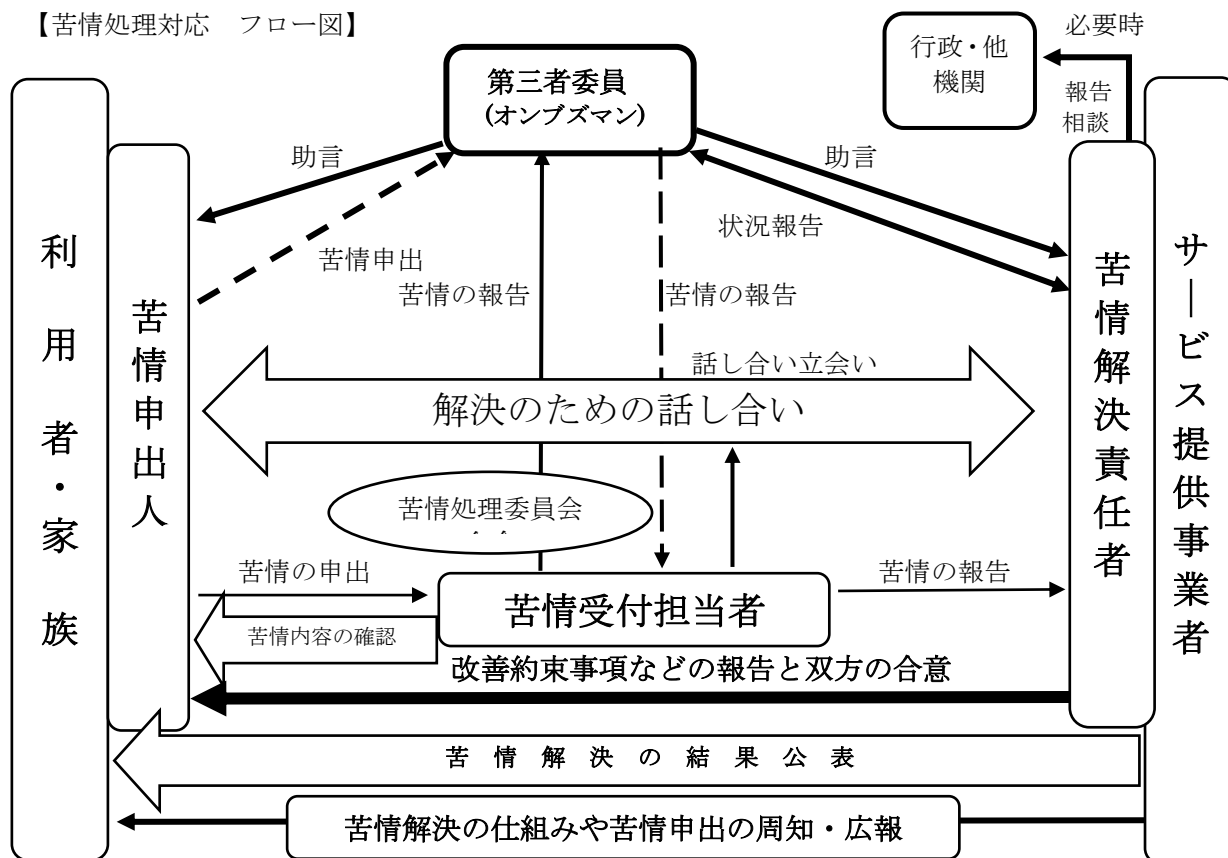 【苦情処理対応　フロー図】
必要時
行政・他
機関
第三者委員
(オンブズマン)
報告
相談
助言
助言
状況報告
苦情申出
苦情の報告
苦情の報告
利用者・家族
苦情申出人
苦情解決責任者
サービス提供事業者
話し合い立会い
解決のための話し合い
苦情処理委員会
苦情の申出
苦情の報告
苦情受付担当者
苦情内容の確認
改善約束事項などの報告と双方の合意
苦情解決の結果公表
苦情解決の仕組みや苦情申出の周知・広報